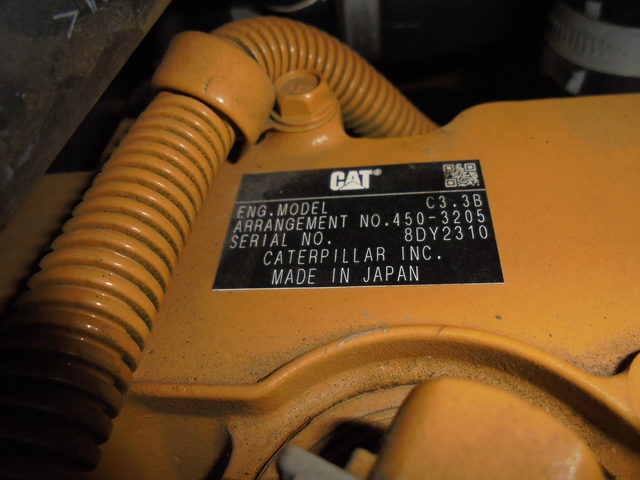 CAT®
ENG.MODEL C3.3B
ARRANGEMENT NO.450-3205
SERIAL NO. 8DY2310
CATERPILLAR INC.
MADE IN JAPAN